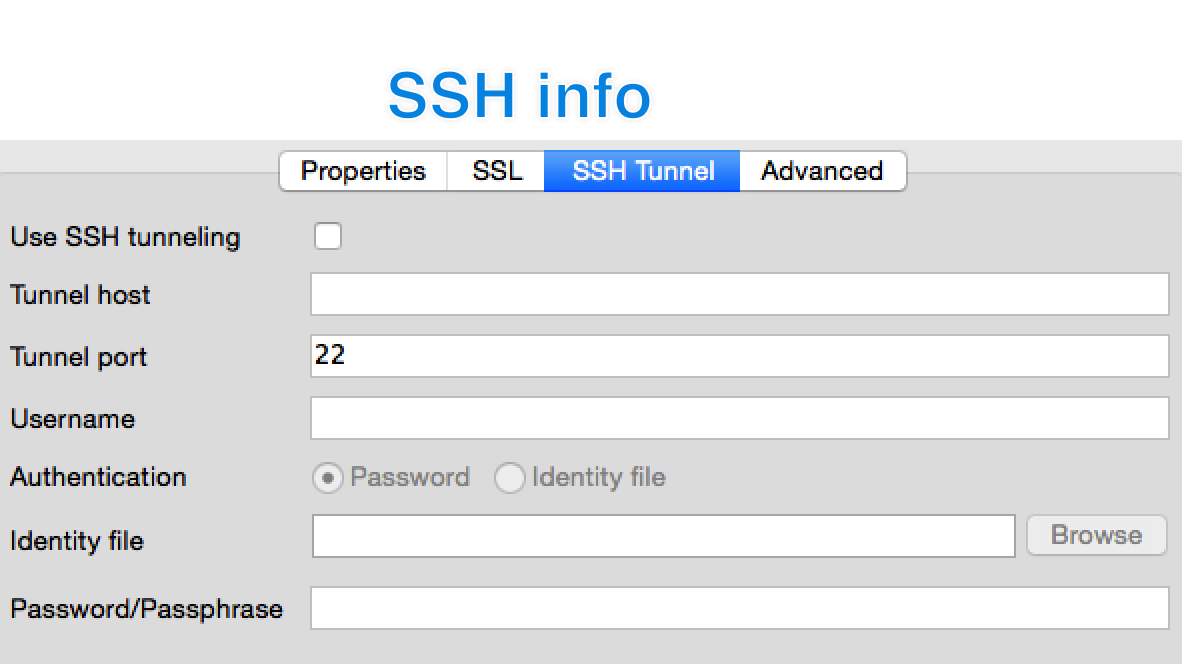 SSH info
Properties SSL SSH Tunnel Advanced
Use SSH tunneling
Tunnel host
Tunnel port 22
Username
Authentication Password Identity file
Identity file Browse
Password/Passphrase